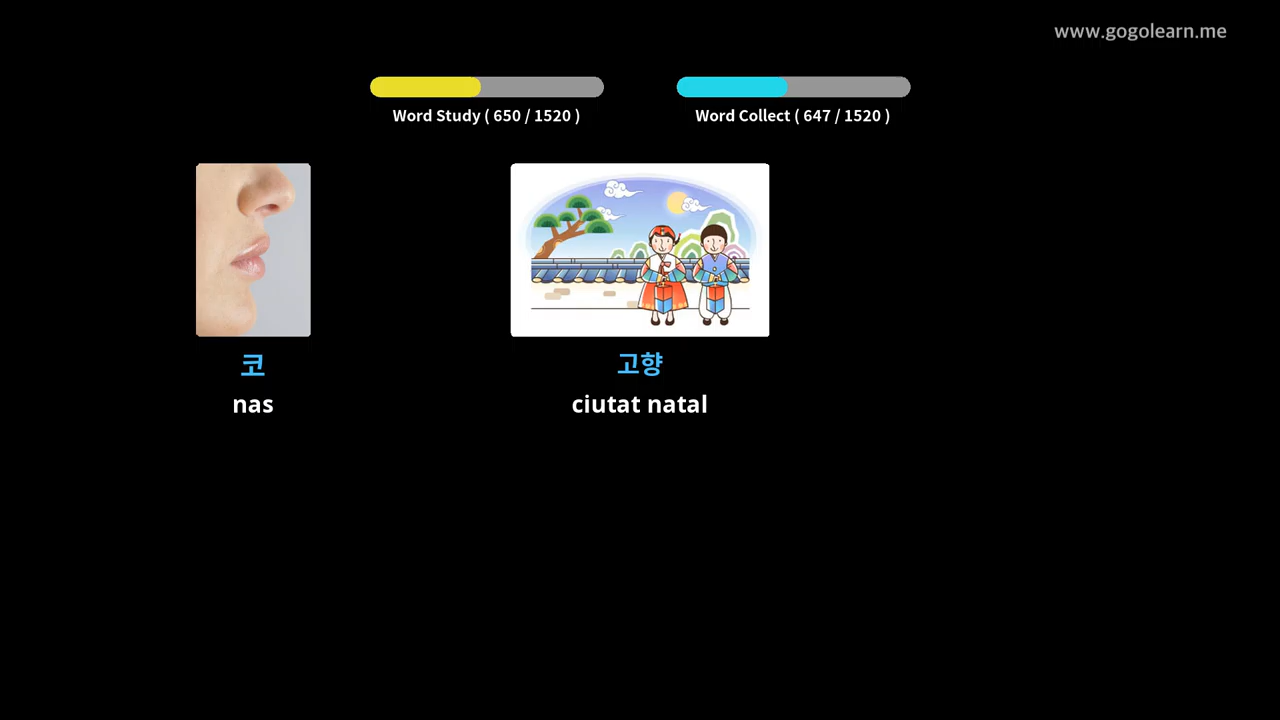 www.gogolearn.me
Word Study ( 650 / 1520 )
Word Collect ( 647 / 1520 )
코
nas
고향
ciutat natal